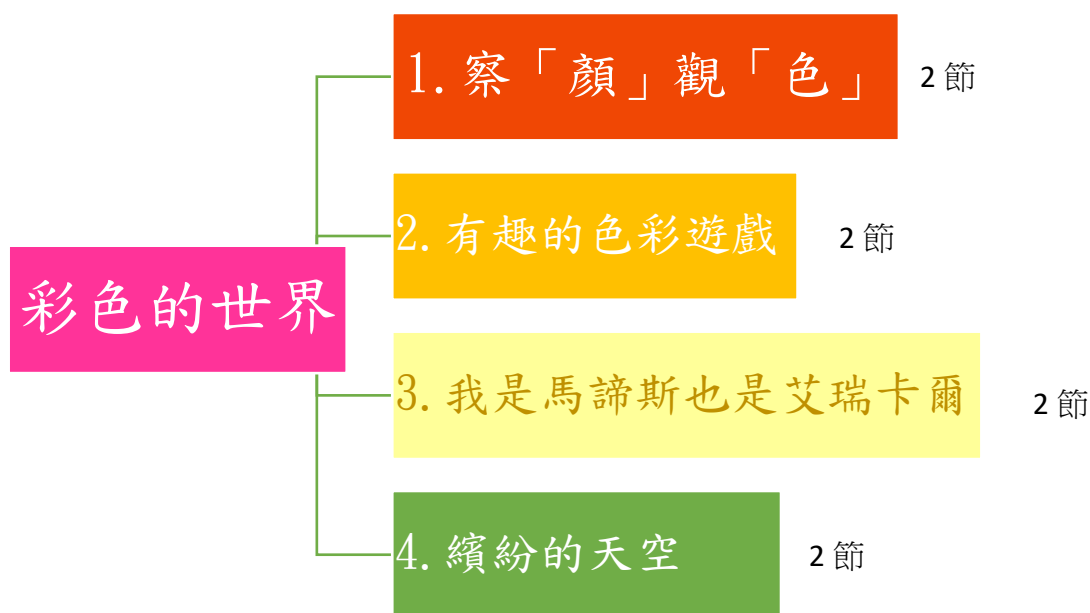 1.察「顏」觀「色」 2節
2.有趣的色彩遊戲 2節
彩色的世界
3.我是馬諦斯也是艾瑞卡爾 2節
4.繽紛的天空 2節